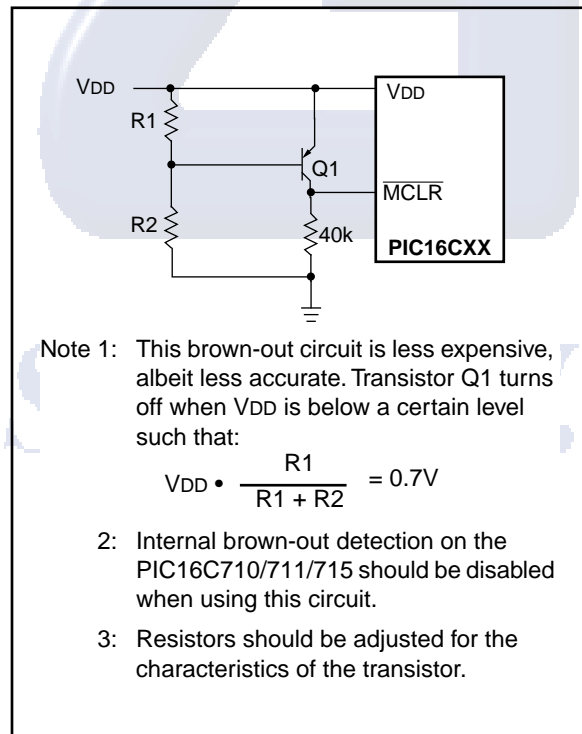 VDD
VDD
R1
Q1
MCLR
R2
40k
PIC16CXX
Note 1: This brown-out circuit is less expensive,
albeit less accurate. Transistor Q1 turns
off when VDD is below a certain level
such that:
VDD • R1 / R1 + R2 = 0.7V
2: Internal brown-out detection on the
PIC16C710/711/715 should be disabled
when using this circuit.
3: Resistors should be adjusted for the
characteristics of the transistor.